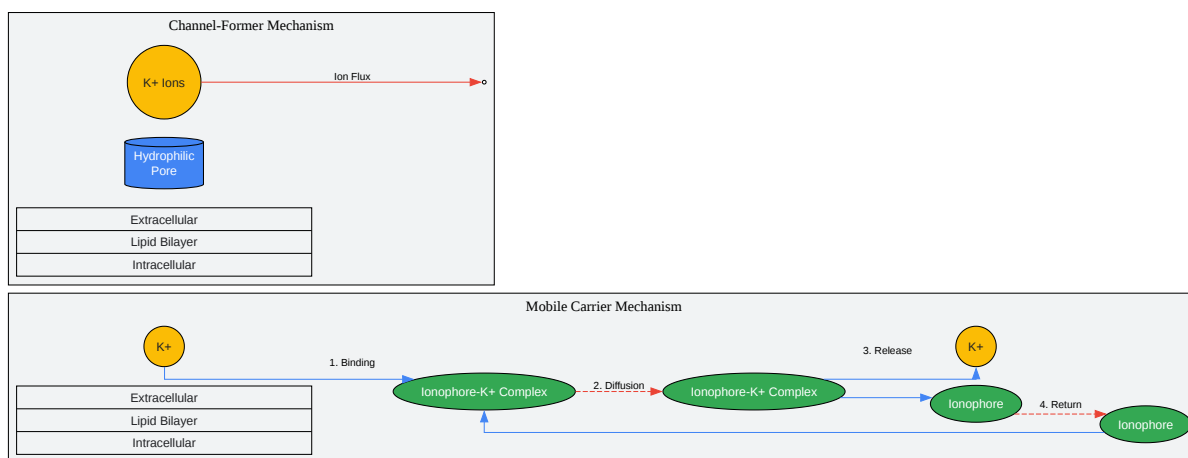 Channel-Former Mechanism
K+ Ions
Ion Flux
Hydrophilic
Pore
Extracellular
Lipid Bilayer
Intracellular
Mobile Carrier Mechanism
K+
1. Binding
3. Release
K+
Ionophore-K+ Complex
2. Diffusion
Ionophore-K+ Complex
Ionophore
4. Return
Ionophore
Extracellular
Lipid Bilayer
Intracellular